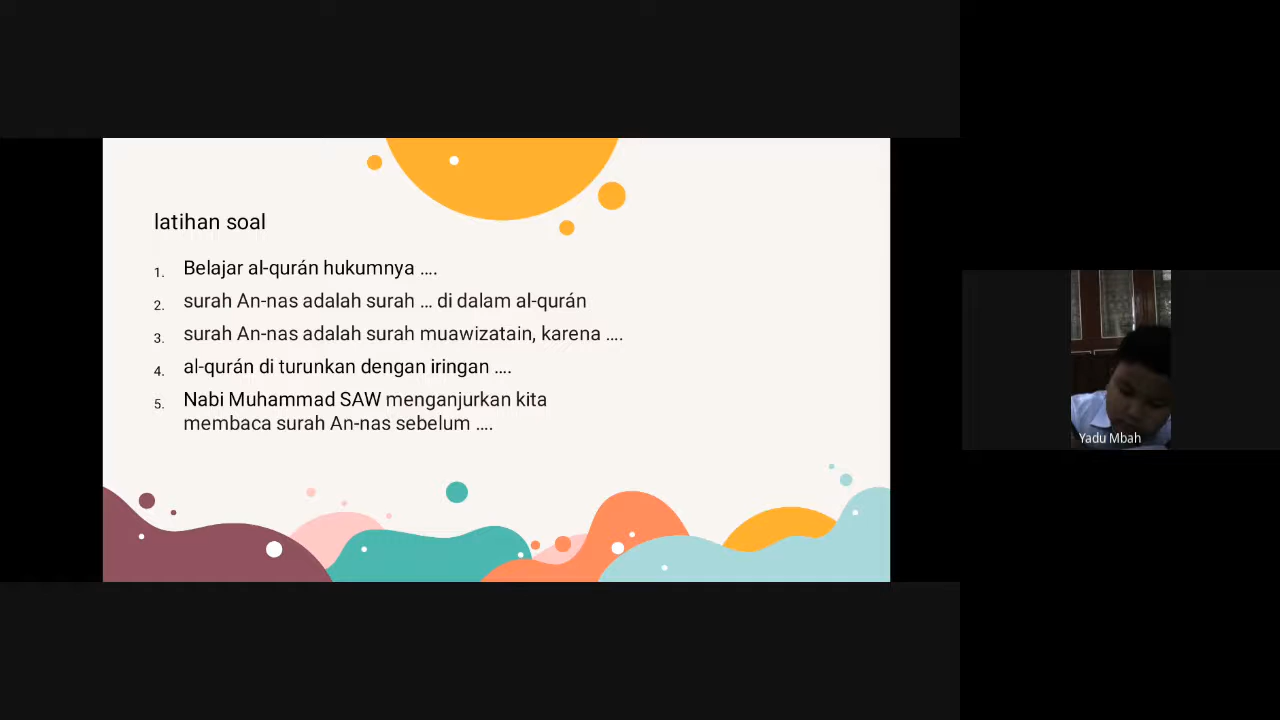 latihan soal
1. Belajar al-qurán hukumnya ....
2. surah An-nas adalah surah ... di dalam al-qurán
3. surah An-nas adalah surah muawizatain, karena ....
4. al-qurán di turunkan dengan iringan ....
5. Nabi Muhammad SAW menganjurkan kita
membaca surah An-nas sebelum ....
Yadu Mbah